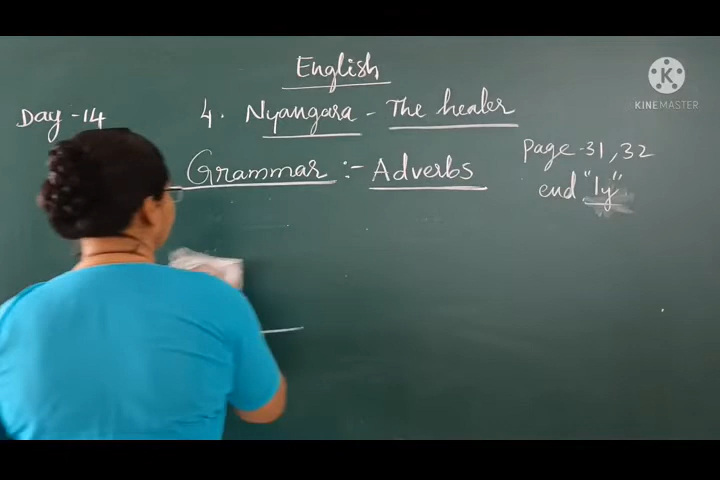 English
Day - 14
4. Nyangara - The healer
Grammar :- Adverbs
page - 31, 32
end "ly"
KINEMASTER